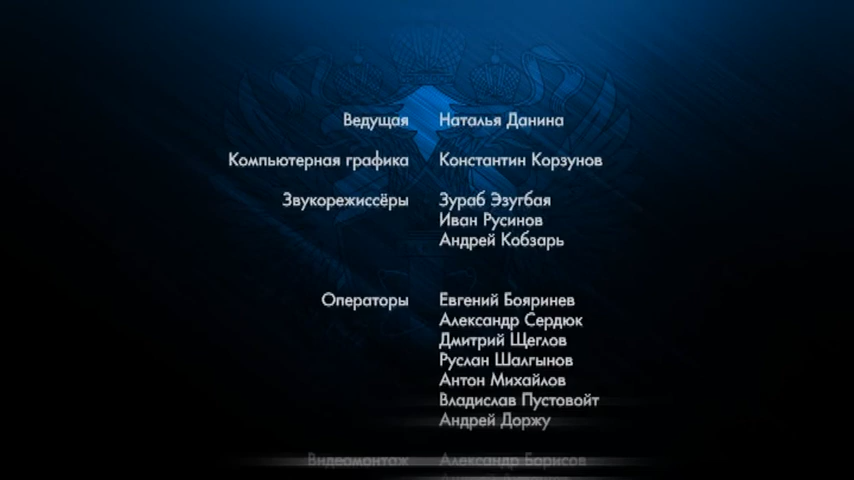 Ведущая Наталья Данина
Компьютерная графика Константин Корзунов
Звукорежиссёры Зураб Эзугбая
Иван Русинов
Андрей Кобзарь
Операторы Евгений Бояринев
Александр Сердюк
Дмитрий Щеглов
Руслан Шалгынов
Антон Михайлов
Владислав Пустовойт
Андрей Доржу
Видеомонтаж Александр Барисов